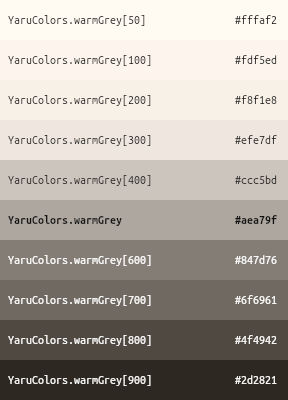 YaruColors.warmGrey[50] #fffaf2
YaruColors.warmGrey[100] #fdf5ed
YaruColors.warmGrey[200] #f8f1e8
YaruColors.warmGrey[300] #efe7df
YaruColors.warmGrey[400] #ccc5bd
YaruColors.warmGrey #aea79f
YaruColors.warmGrey[600] #847d76
YaruColors.warmGrey[700] #6f6961
YaruColors.warmGrey[800] #4f4942
YaruColors.warmGrey[900] #2d2821